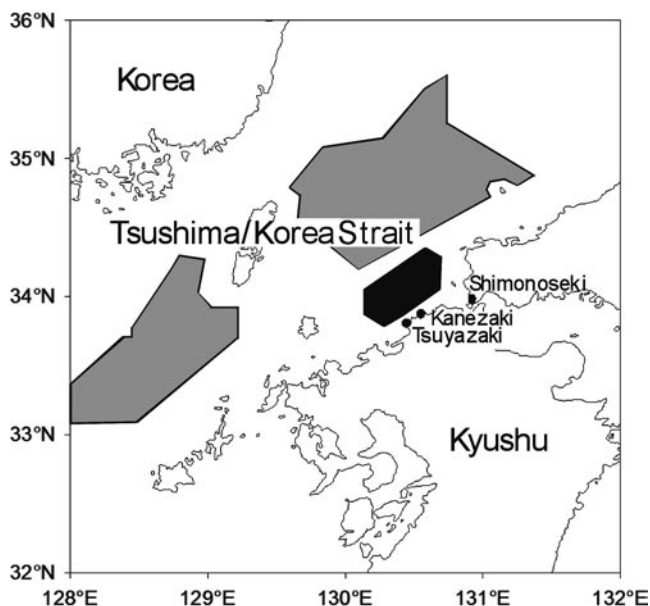 36°N
Korea
35°N
Tsushima/Korea Strait
34°N
Shimonoseki
Kanezaki
Tsuyazaki
33°N
Kyushu
32°N
128°E 129°E 130°E 131°E 132°E